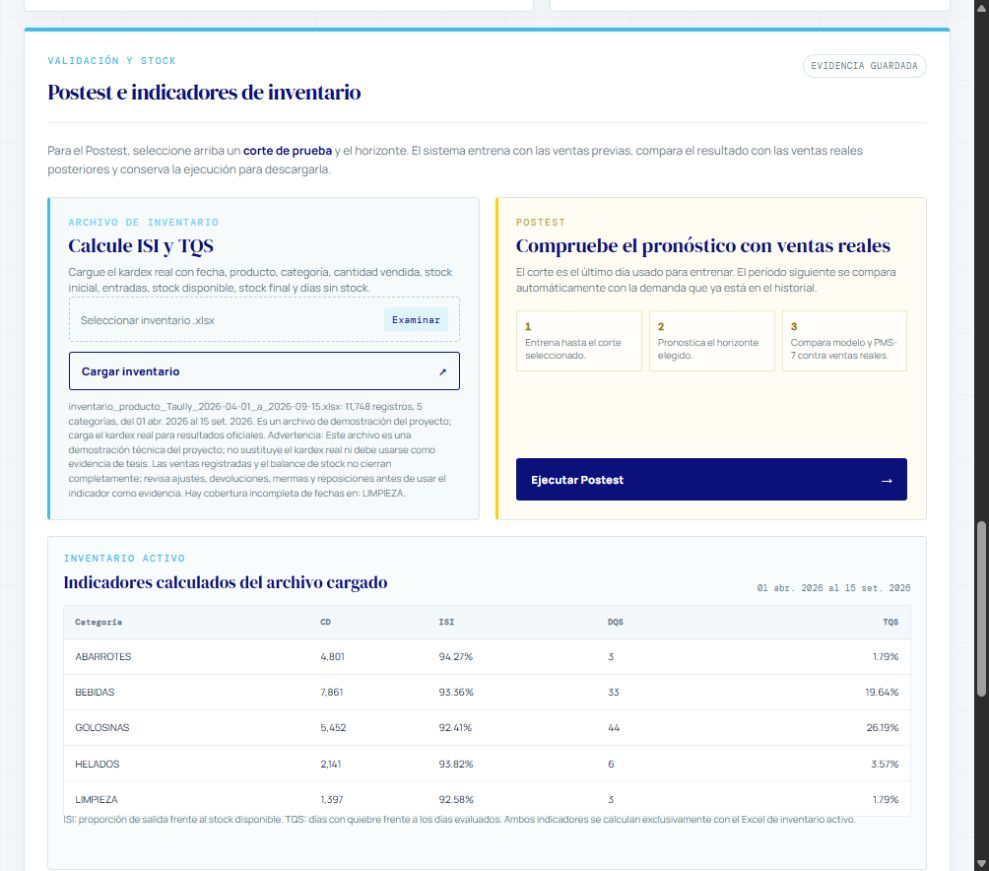 VALIDACIÓN Y STOCK
EVIDENCIA GUARDADA
Postest e indicadores de inventario
Para el Postest, seleccione arriba un corte de prueba y el horizonte. El sistema entrena con las ventas previas, compara el resultado con las ventas reales
posteriores y conserva la ejecución para descargarla.
ARCHIVO DE INVENTARIO
Calcule ISI y TQS
Cargue el kardex real con fecha, producto, categoría, cantidad vendida, stock
inicial, entradas, stock disponible, stock final y días sin stock.
Seleccionar inventario .xlsx
Examinar
Cargar inventario ↗
inventario_producto_Taully_2026-04-01_a_2026-09-15.xlsx: 11,748 registros, 5
categorías, del 01 abr. 2026 al 15 set. 2026. Es un archivo de demostración del proyecto;
carga el kardex real para resultados oficiales. Advertencia: Este archivo es una
demostración técnica del proyecto; no sustituye el kardex real ni debe usarse como
evidencia de tesis. Las ventas registradas y el balance de stock no cierran
completamente; revisa ajustes, devoluciones, mermas y reposiciones antes de usar el
indicador como evidencia. Hay cobertura incompleta de fechas en: LIMPIEZA.
POSTEST
Compruebe el pronóstico con ventas reales
El corte es el último día usado para entrenar. El período siguiente se compara
automáticamente con la demanda que ya está en el historial.
1
Entrena hasta el corte
seleccionado.
2
Pronostica el horizonte
elegido.
3
Compara modelo y PMS-
7 contra ventas reales.
Ejecutar Postest →
INVENTARIO ACTIVO
Indicadores calculados del archivo cargado
01 abr. 2026 al 15 set. 2026
Categoría CD ISI DQS TQS
ABARROTES 4,801 94.27% 3 1.79%
BEBIDAS 7,861 93.36% 33 19.64%
GOLOSINAS 5,452 92.41% 44 26.19%
HELADOS 2,141 93.82% 6 3.57%
LIMPIEZA 1,397 92.58% 3 1.79%
ISI: proporción de salida frente al stock disponible. TQS: días con quiebre frente a los días evaluados. Ambos indicadores se calculan exclusivamente con el Excel de inventario activo.